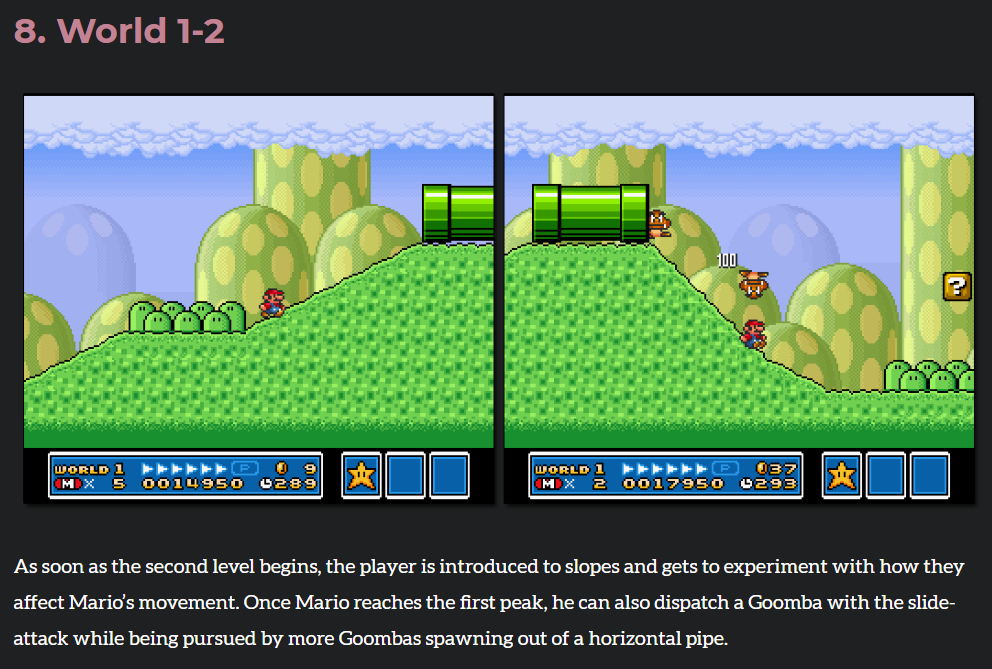 8. World 1-2
100
?
WORLD 1 P 9
M X 5 0014950 289
WORLD 1 P 37
M X 2 0017950 293
As soon as the second level begins, the player is introduced to slopes and gets to experiment with how they
affect Mario’s movement. Once Mario reaches the first peak, he can also dispatch a Goomba with the slide-
attack while being pursued by more Goombas spawning out of a horizontal pipe.